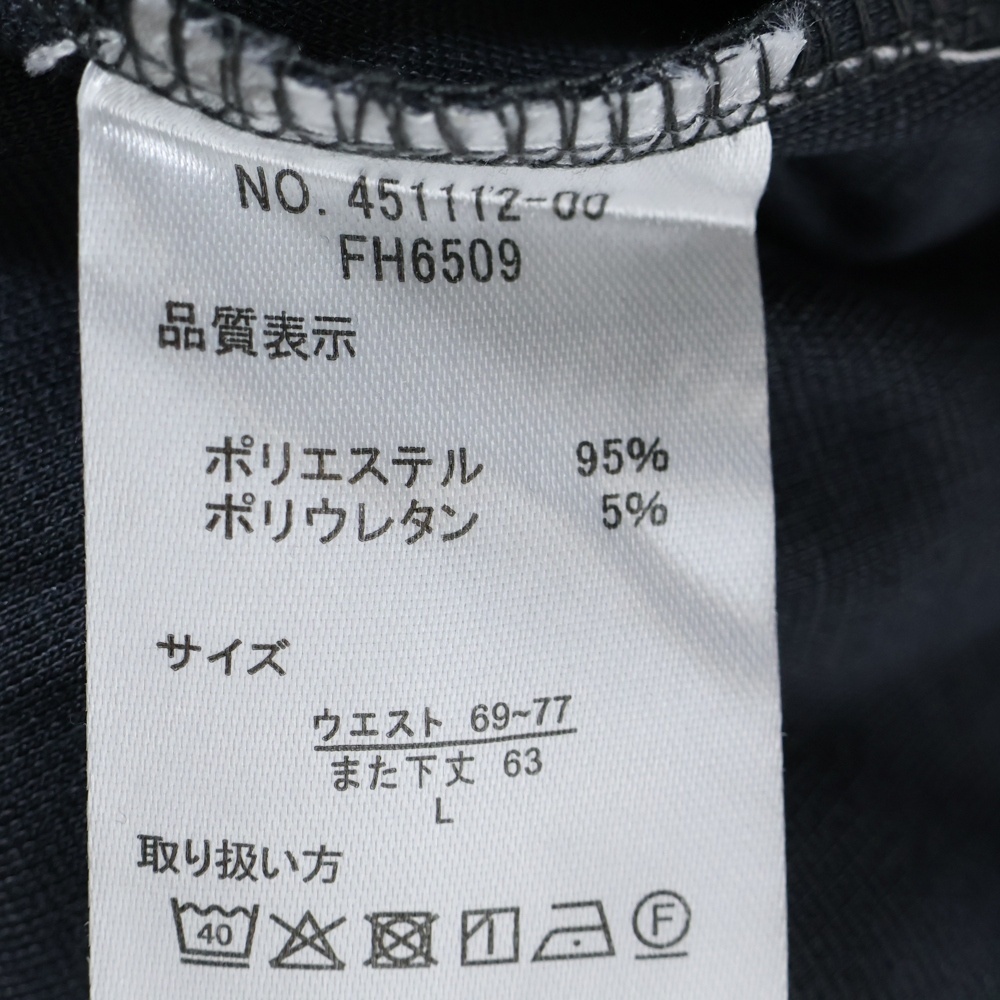 NO. 451112-00
FH6509
品質表示
ポリエステル 95%
ポリウレタン 5%
サイズ
ウエスト 69~77
また下丈 63
L
取り扱い方
40 F